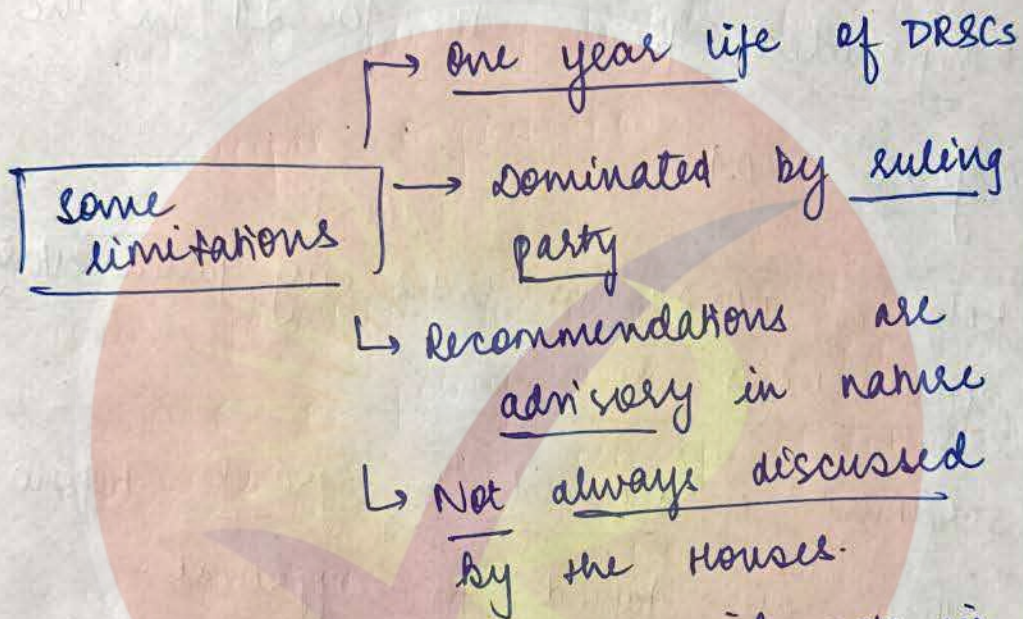 → One year life of DRSCs
Some limitations
→ Dominated by ruling
party
↳ Recommendations are
advisory in nature
↳ Not always discussed
by the Houses.